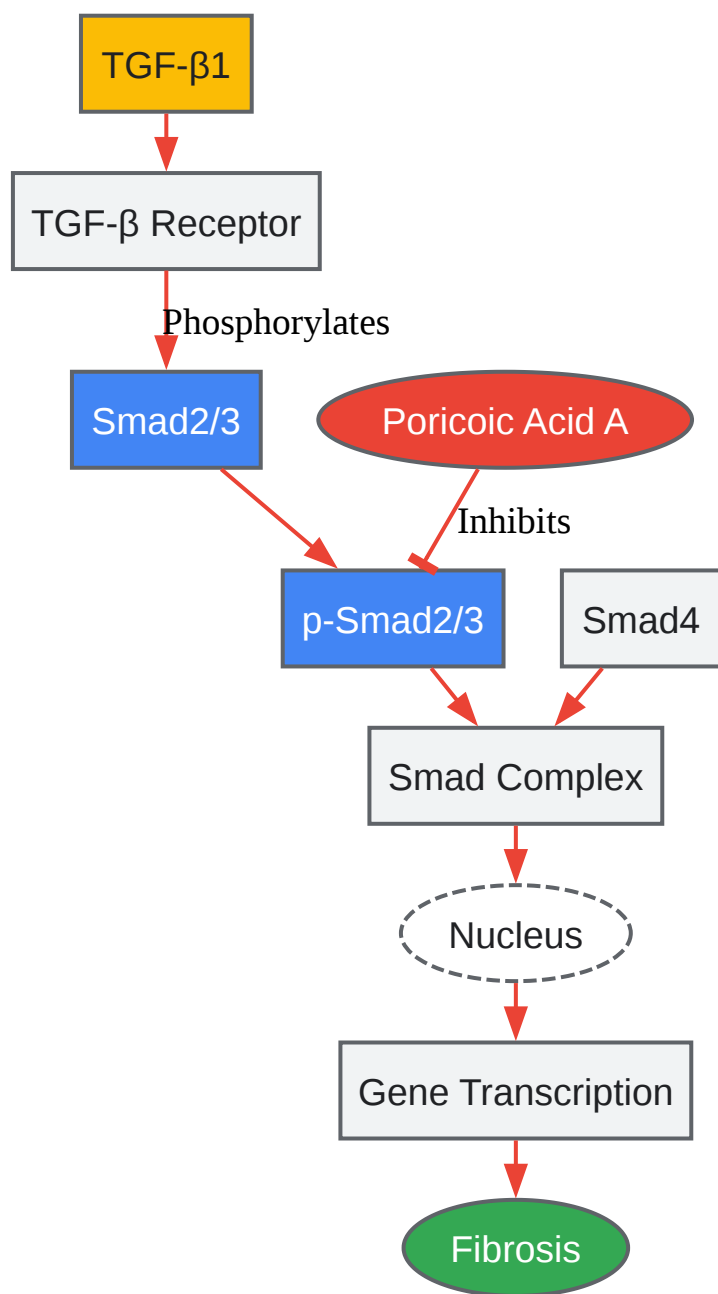 TGF-β1
TGF-β Receptor
Phosphorylates
Smad2/3
Poricoic Acid A
Inhibits
p-Smad2/3
Smad4
Smad Complex
Nucleus
Gene Transcription
Fibrosis